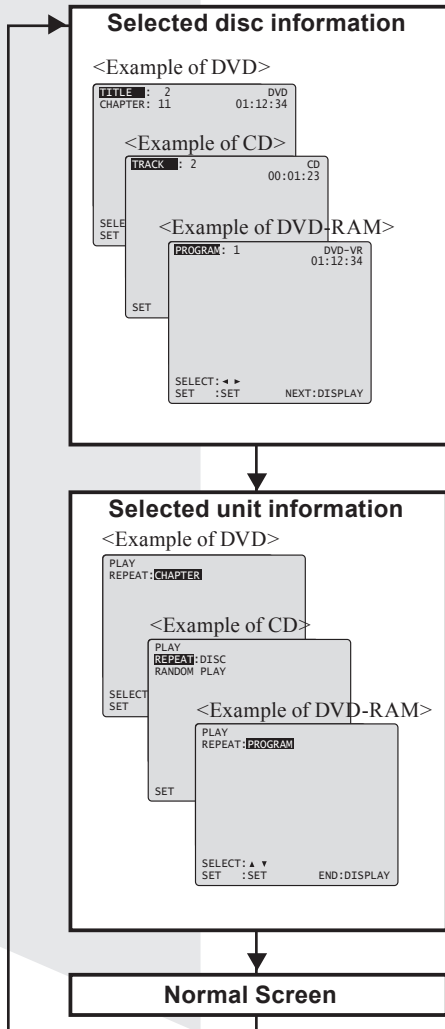 Selected disc information
<Example of DVD>
TITLE : 2 DVD
CHAPTER: 11 01:12:34
<Example of CD>
TRACK : 2 CD
00:01:23
SELE
SET
<Example of DVD-RAM>
PROGRAM: 1 DVD-VR
01:12:34
SET
SELECT:◄ ►
SET :SET NEXT:DISPLAY
Selected unit information
<Example of DVD>
PLAY
REPEAT:CHAPTER
<Example of CD>
PLAY
REPEAT:DISC
RANDOM PLAY
SELECT
SET
<Example of DVD-RAM>
PLAY
REPEAT:PROGRAM
SET
SELECT:▲ ▼
SET :SET END:DISPLAY
Normal Screen